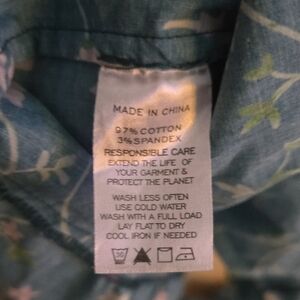 MADE IN CHINA
97% COTTON
3% SPANDEX
RESPONSIBLE CARE
EXTEND THE LIFE OF
YOUR GARMENT &
PROTECT THE PLANET
WASH LESS OFTEN
USE COLD WATER
WASH WITH A FULL LOAD
LAY FLAT TO DRY
COOL IRON IF NEEDED
30